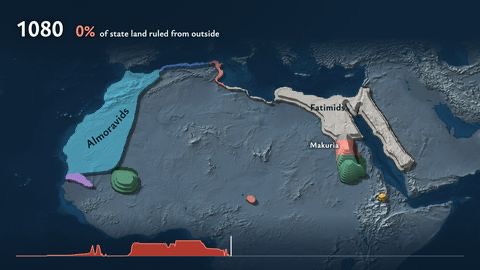 1080 0% of state land ruled from outside
Almoravids
Fatimids
Makuria